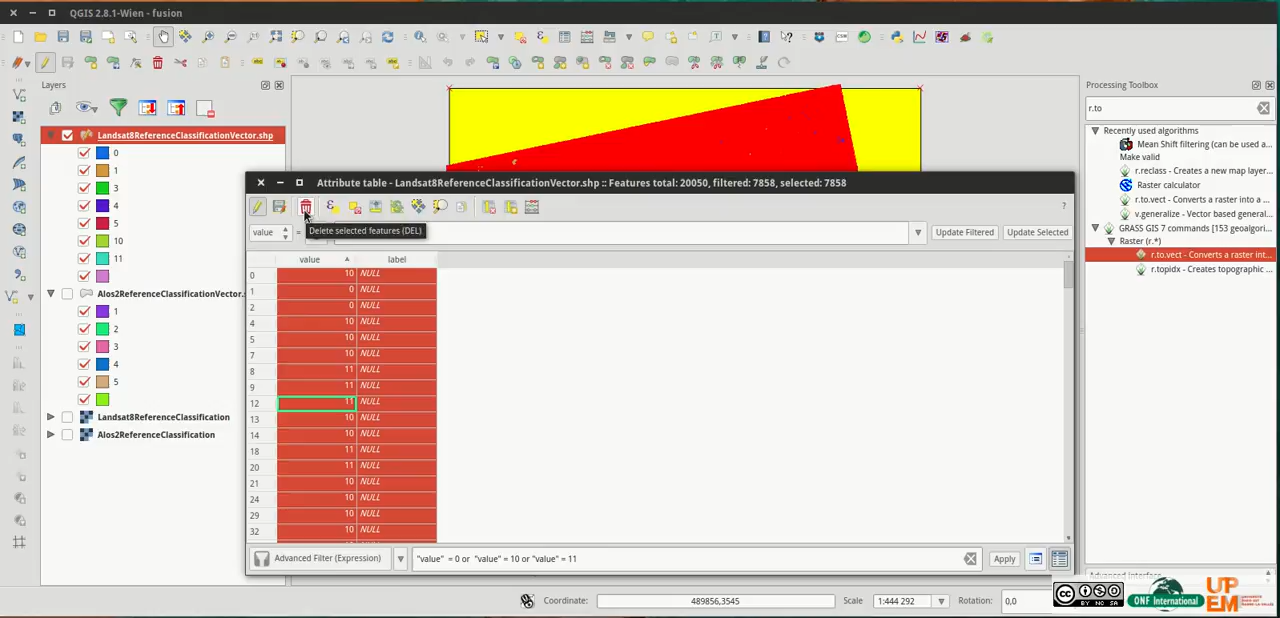 QGIS 2.8.1-Wien - fusion
Layers
Landsat8ReferenceClassificationVector.shp
0
1
3
4
5
10
11
Alos2ReferenceClassificationVector.
1
2
3
4
5
Landsat8ReferenceClassification
Alos2ReferenceClassification
Attribute table - Landsat8ReferenceClassificationVector.shp :: Features total: 20050, filtered: 7858, selected: 7858
?
value
=
Delete selected features (DEL)
Update Filtered
Update Selected
value label
0 10 NULL
1 0 NULL
2 0 NULL
4 10 NULL
5 10 NULL
7 10 NULL
8 11 NULL
9 11 NULL
12 11 NULL
13 10 NULL
14 10 NULL
18 11 NULL
20 11 NULL
21 10 NULL
24 10 NULL
29 10 NULL
32 10 NULL
Advanced Filter (Expression)
"value" = 0 or "value" = 10 or "value" = 11
Apply
Processing Toolbox
r.to
Recently used algorithms
Mean Shift filtering (can be used a...
Make valid
r.reclass - Creates a new map layer...
Raster calculator
r.to.vect - Converts a raster into a...
v.generalize - Vector based general...
GRASS GIS 7 commands [153 geoalgori...
Raster (r.*)
r.to.vect - Converts a raster int...
r.topidx - Creates topographic ...
Advanced interface
Coordinate:
489856,3545
Scale
1:444 292
Rotation:
0,0
cc
BY NC SA
ONF International
UPEM